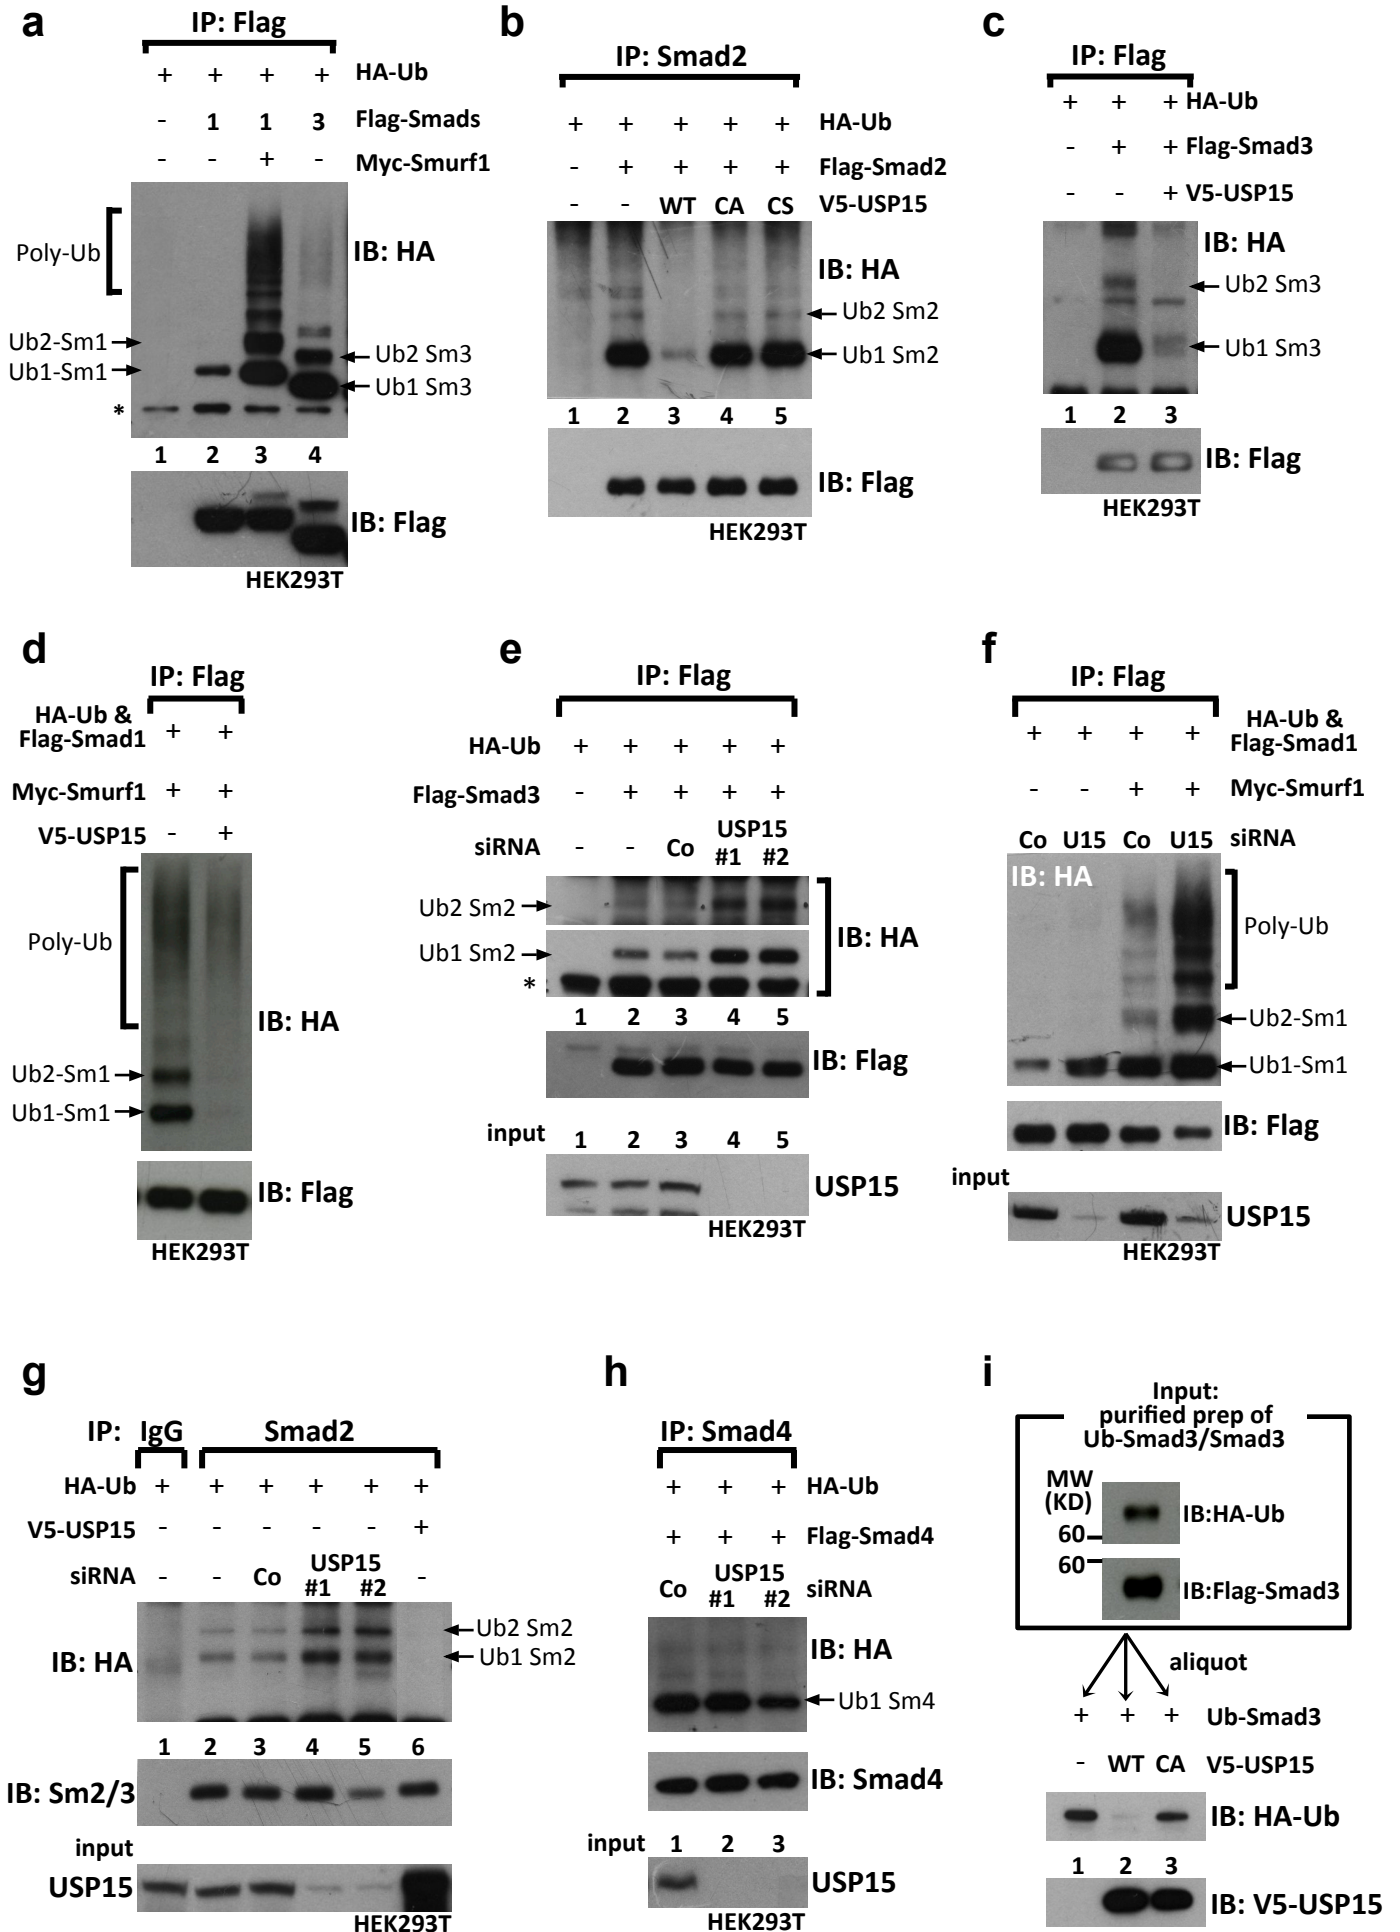 a
IP: Flag
+ + + + HA-Ub
- 1 1 3 Flag-Smads
- - + - Myc-Smurf1
Poly-Ub
IB: HA
Ub2-Sm1
Ub1-Sm1
Ub2 Sm3
Ub1 Sm3
*
1 2 3 4
IB: Flag
HEK293T
b
IP: Smad2
+ + + + + HA-Ub
- + + + + Flag-Smad2
- - WT CA CS V5-USP15
IB: HA
Ub2 Sm2
Ub1 Sm2
1 2 3 4 5
IB: Flag
HEK293T
c
IP: Flag
+ + + HA-Ub
- + + Flag-Smad3
- - + V5-USP15
IB: HA
Ub2 Sm3
Ub1 Sm3
1 2 3
IB: Flag
HEK293T
d
IP: Flag
HA-Ub &
Flag-Smad1 + +
Myc-Smurf1 + +
V5-USP15 - +
Poly-Ub
IB: HA
Ub2-Sm1
Ub1-Sm1
IB: Flag
HEK293T
e
IP: Flag
HA-Ub + + + + +
Flag-Smad3 - + + + +
USP15
siRNA - - Co #1 #2
Ub2 Sm2
Ub1 Sm2
IB: HA
*
1 2 3 4 5
IB: Flag
input 1 2 3 4 5
USP15
HEK293T
f
IP: Flag
HA-Ub &
+ + + + Flag-Smad1
- - + + Myc-Smurf1
Co U15 Co U15 siRNA
IB: HA
Poly-Ub
Ub2-Sm1
Ub1-Sm1
IB: Flag
input
USP15
HEK293T
g
IP: IgG Smad2
HA-Ub + + + + + +
V5-USP15 - - - - - +
USP15
siRNA - - Co #1 #2 -
Ub2 Sm2
IB: HA
Ub1 Sm2
1 2 3 4 5 6
IB: Sm2/3
input
USP15
HEK293T
h
IP: Smad4
+ + + HA-Ub
+ + + Flag-Smad4
USP15
Co #1 #2 siRNA
IB: HA
Ub1 Sm4
IB: Smad4
input 1 2 3
USP15
HEK293T
i
Input:
purified prep of
Ub-Smad3/Smad3
MW
(KD)
60
IB:HA-Ub
60
IB:Flag-Smad3
aliquot
+ + + Ub-Smad3
- WT CA V5-USP15
IB: HA-Ub
1 2 3
IB: V5-USP15